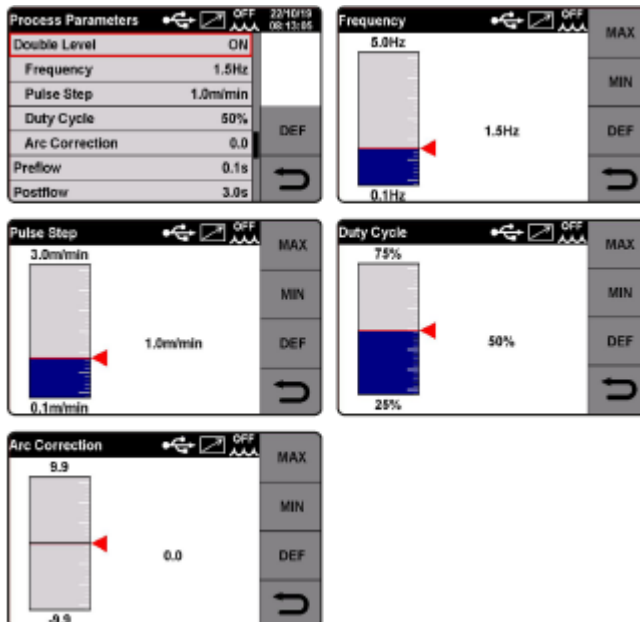 Process Parameters OFF 22/10/19 08:13:05
Double Level ON
Frequency 1.5Hz
Pulse Step 1.0m/min
Duty Cycle 50%
Arc Correction 0.0
Preflow 0.1s
Postflow 3.0s
DEF
Frequency OFF
5.0Hz
1.5Hz
0.1Hz
MAX
MIN
DEF
Pulse Step OFF
3.0m/min
1.0m/min
0.1m/min
MAX
MIN
DEF
Duty Cycle OFF
75%
50%
25%
MAX
MIN
DEF
Arc Correction OFF
9.9
0.0
-9.9
MAX
MIN
DEF